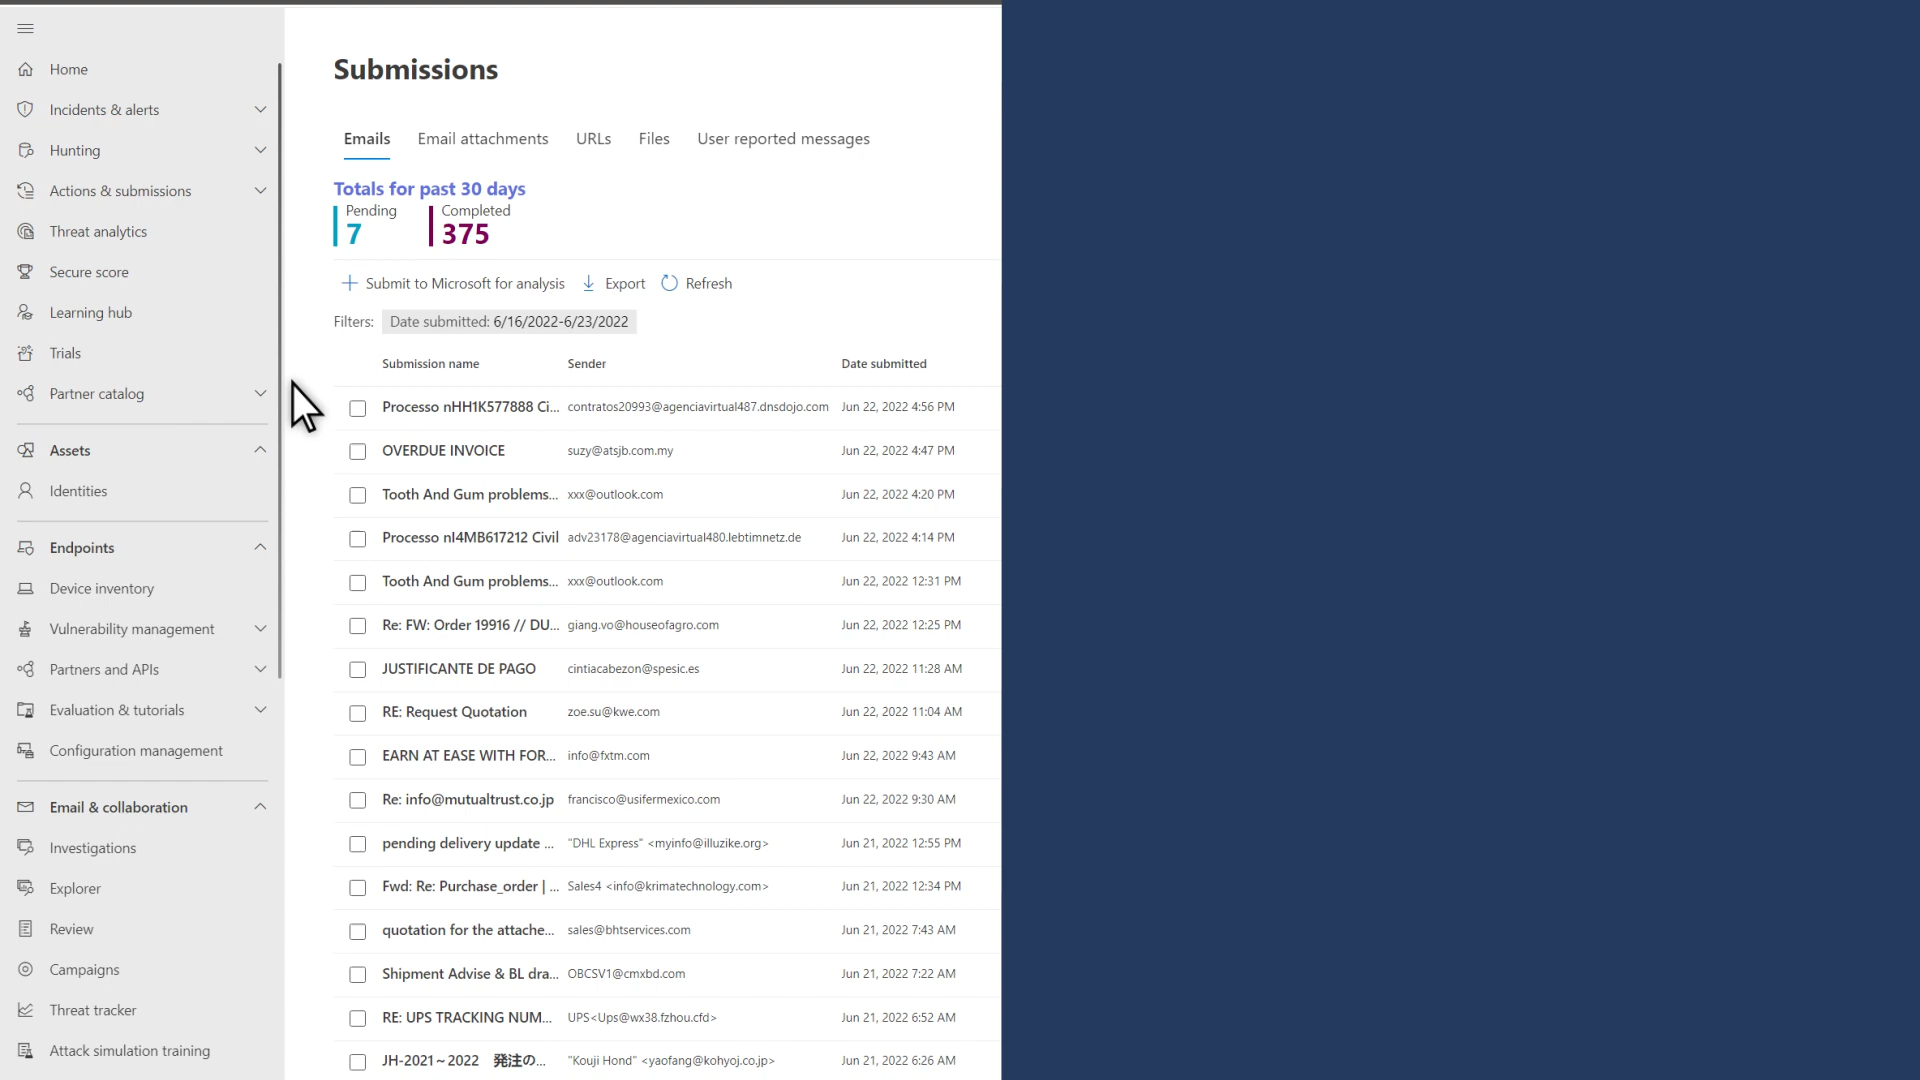 Home
Incidents & alerts
Hunting
Actions & submissions
Threat analytics
Secure score
Learning hub
Trials
Partner catalog
Assets
Identities
Endpoints
Device inventory
Vulnerability management
Partners and APIs
Evaluation & tutorials
Configuration management
Email & collaboration
Investigations
Explorer
Review
Campaigns
Threat tracker
Attack simulation training
Submissions
Emails Email attachments URLs Files User reported messages
Totals for past 30 days
Pending Completed
7 375
Submit to Microsoft for analysis Export Refresh
Filters: Date submitted: 6/16/2022-6/23/2022
Submission name Sender Date submitted
Processo nHH1K577888 Ci... contratos20993@agenciavirtual487.dnsdojo.com Jun 22, 2022 4:56 PM
OVERDUE INVOICE suzy@atsjb.com.my Jun 22, 2022 4:47 PM
Tooth And Gum problems... xxx@outlook.com Jun 22, 2022 4:20 PM
Processo nI4MB617212 Civil adv23178@agenciavirtual480.lebtimnetz.de Jun 22, 2022 4:14 PM
Tooth And Gum problems... xxx@outlook.com Jun 22, 2022 12:31 PM
Re: FW: Order 19916 // DU... giang.vo@houseofagro.com Jun 22, 2022 12:25 PM
JUSTIFICANTE DE PAGO cintiacabezon@spesic.es Jun 22, 2022 11:28 AM
RE: Request Quotation zoe.su@kwe.com Jun 22, 2022 11:04 AM
EARN AT EASE WITH FOR... info@fxtm.com Jun 22, 2022 9:43 AM
Re: info@mutualtrust.co.jp francisco@usifermexico.com Jun 22, 2022 9:30 AM
pending delivery update ... "DHL Express" <myinfo@illuzike.org> Jun 21, 2022 12:55 PM
Fwd: Re: Purchase_order | ... Sales4 <info@krimatechnology.com> Jun 21, 2022 12:34 PM
quotation for the attache... sales@bhtservices.com Jun 21, 2022 7:43 AM
Shipment Advise & BL dra... OBCSV1@cmxbd.com Jun 21, 2022 7:22 AM
RE: UPS TRACKING NUM... UPS<Ups@wx38.fzhou.cfd> Jun 21, 2022 6:52 AM
JH-2021～2022　発注の... "Kouji Hond" <yaofang@kohyoj.co.jp> Jun 21, 2022 6:26 AM